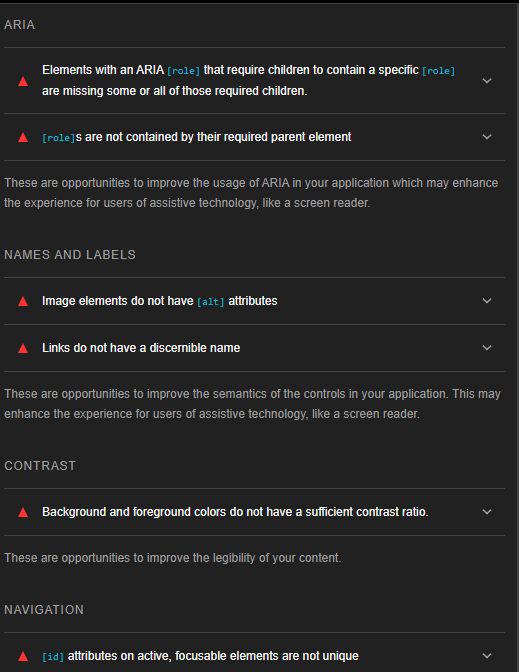 ARIA
Elements with an ARIA [role] that require children to contain a specific [role]
are missing some or all of those required children.
[role]s are not contained by their required parent element
These are opportunities to improve the usage of ARIA in your application which may enhance
the experience for users of assistive technology, like a screen reader.
NAMES AND LABELS
Image elements do not have [alt] attributes
Links do not have a discernible name
These are opportunities to improve the semantics of the controls in your application. This may
enhance the experience for users of assistive technology, like a screen reader.
CONTRAST
Background and foreground colors do not have a sufficient contrast ratio.
These are opportunities to improve the legibility of your content.
NAVIGATION
[id] attributes on active, focusable elements are not unique